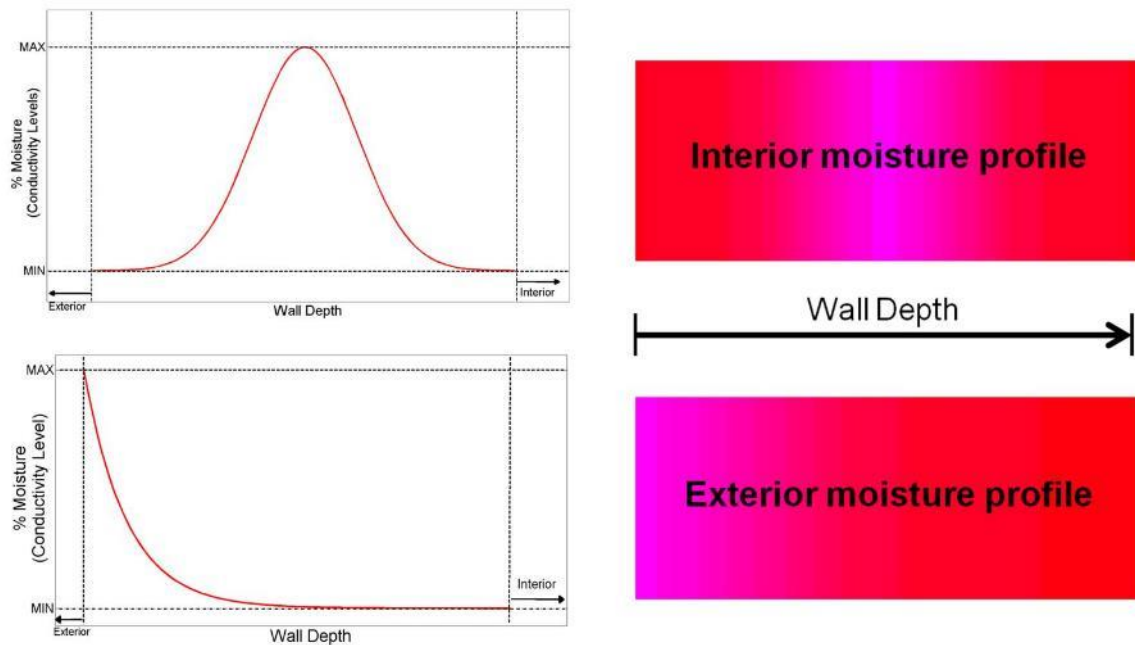 MAX
% Moisture
(Conductivity Levels)
MIN
Exterior
Interior
Wall Depth
Interior moisture profile
Wall Depth
MAX
% Moisture
(Conductivity Level)
MIN
Interior
Exterior
Wall Depth
Exterior moisture profile